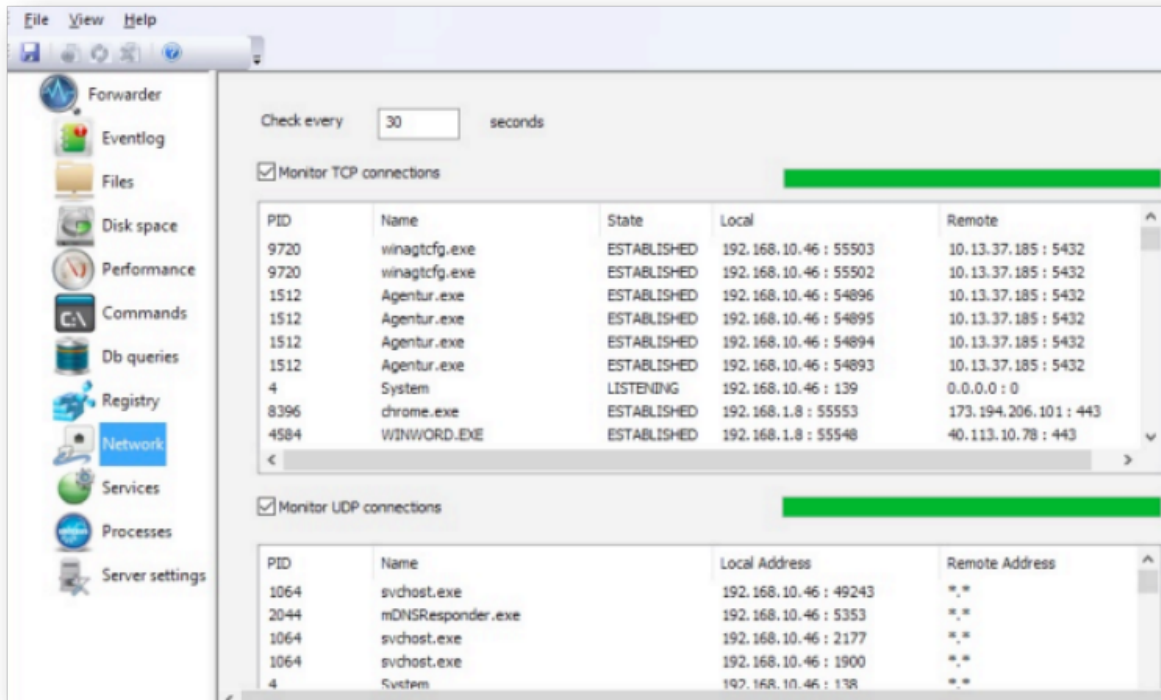 File View Help
Forwarder
Eventlog
Files
Disk space
Performance
C:\
Commands
Db queries
Registry
Network
Services
Processes
Server settings
Check every 30 seconds
Monitor TCP connections
PID Name State Local Remote
9720 winagtcfg.exe ESTABLISHED 192.168.10.46 : 55503 10.13.37.185 : 5432
9720 winagtcfg.exe ESTABLISHED 192.168.10.46 : 55502 10.13.37.185 : 5432
1512 Agentur.exe ESTABLISHED 192.168.10.46 : 54896 10.13.37.185 : 5432
1512 Agentur.exe ESTABLISHED 192.168.10.46 : 54895 10.13.37.185 : 5432
1512 Agentur.exe ESTABLISHED 192.168.10.46 : 54894 10.13.37.185 : 5432
1512 Agentur.exe ESTABLISHED 192.168.10.46 : 54893 10.13.37.185 : 5432
4 System LISTENING 192.168.10.46 : 139 0.0.0.0 : 0
8396 chrome.exe ESTABLISHED 192.168.1.8 : 55553 173.194.206.101 : 443
4584 WINWORD.EXE ESTABLISHED 192.168.1.8 : 55548 40.113.10.78 : 443
Monitor UDP connections
PID Name Local Address Remote Address
1064 svchost.exe 192.168.10.46 : 49243 *.*
2044 mDNSResponder.exe 192.168.10.46 : 5353 *.*
1064 svchost.exe 192.168.10.46 : 2177 *.*
1064 svchost.exe 192.168.10.46 : 1900 *.*
4 System 192.168.10.46 : 138 *.*